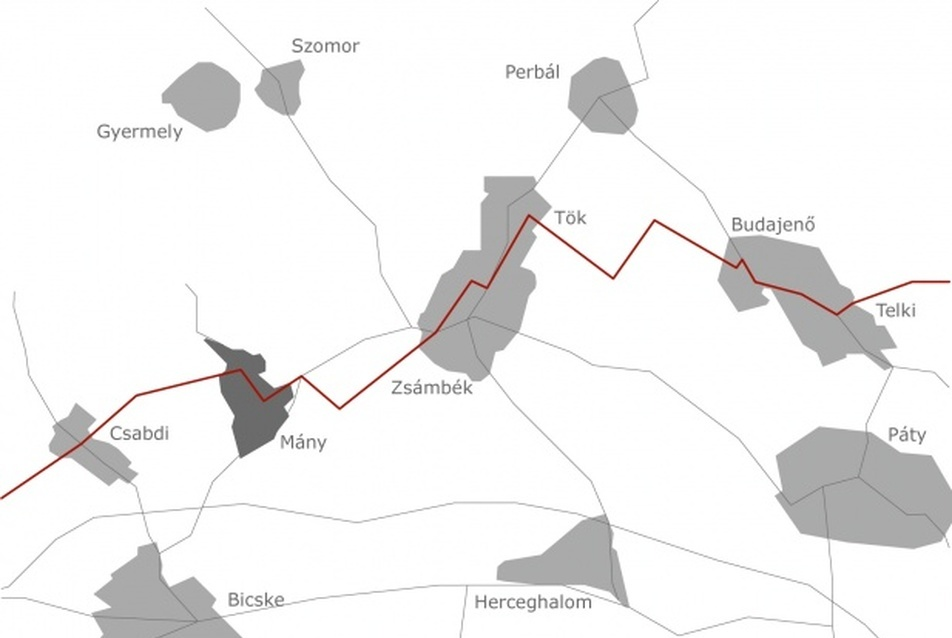 Szomor
Perbál
Gyermely
Tök
Budajenő
Telki
Zsámbék
Csabdi
Mány
Páty
Bicske
Herceghalom